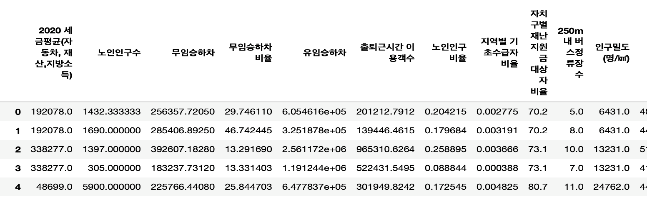 2020 세금평균(자동차, 재산,지방소득) 노인인구수 무임승하차 무임승하차비율 유임승하차 출퇴근시간 이용객수 노인인구비율 지역별 기초수급자비율 자치구별재난지원금대상자비율 250m내 버스정류장수 인구밀도(명/㎢)
0 192078.0 1432.333333 256357.72050 29.746110 6.054616e+05 201212.7912 0.204215 0.002775 70.2 5.0 6431.0
1 192078.0 1690.000000 285406.89250 46.742445 3.251878e+05 139446.4615 0.179684 0.003191 70.2 8.0 6431.0
2 338277.0 1397.000000 392607.18280 13.291690 2.561172e+06 965310.6264 0.258895 0.003666 73.1 10.0 13231.0
3 338277.0 305.000000 183237.73120 13.331403 1.191244e+06 522431.5495 0.088844 0.000388 73.1 7.0 13231.0
4 48699.0 5900.000000 225766.44080 25.844703 6.477837e+05 301949.8242 0.172545 0.004825 80.7 11.0 24762.0